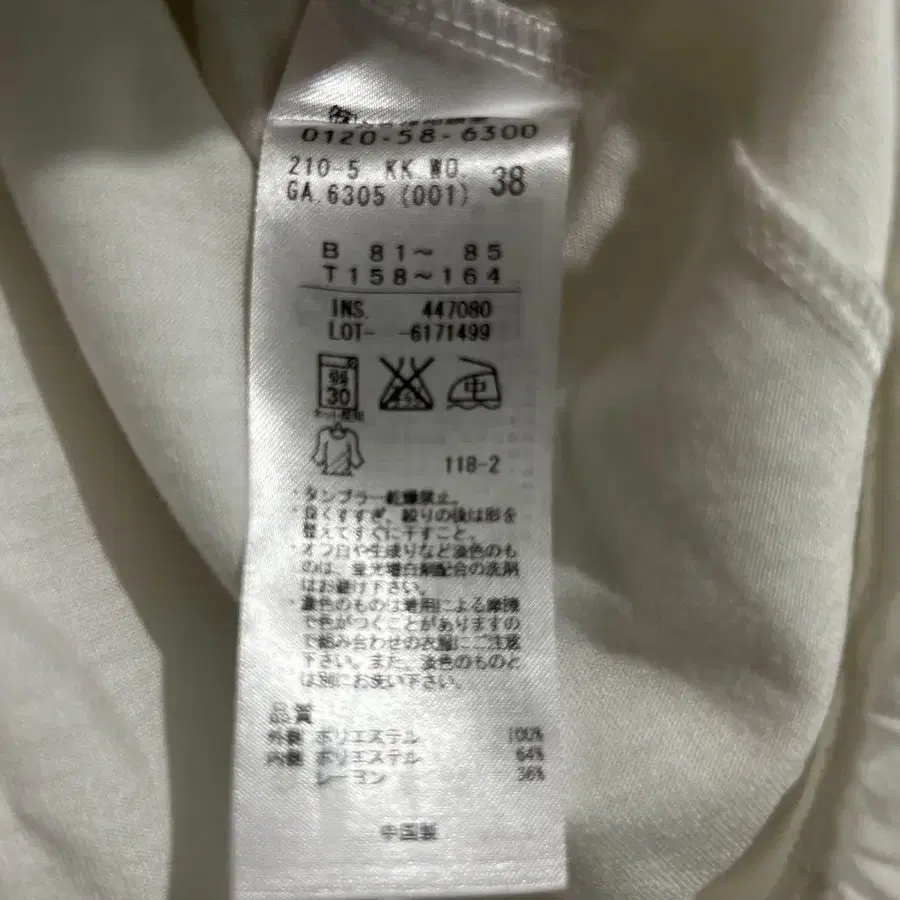 0120-58-6300
210-5 KK.WO. 38
GA.6305 (001)
B 81～ 85
T158～164
INS. 447080
LOT- -6171499
弱
30
中
118-2
・タンブラー乾燥禁止。
・良くすすぎ、絞りの後は形を
整えてすぐに干すこと。
・オフ白や生成りなど淡色のも
のは、蛍光増白剤配合の洗剤
はお避け下さい。
・濃色のものは着用による摩擦
で色がつくことがありますの
で組み合わせの衣服にご注意
下さい。また、淡色のものと
は別にお洗い下さい。
品質
外側 ポリエステル 100%
内側 ポリエステル 64%
レーヨン 36%
中国製